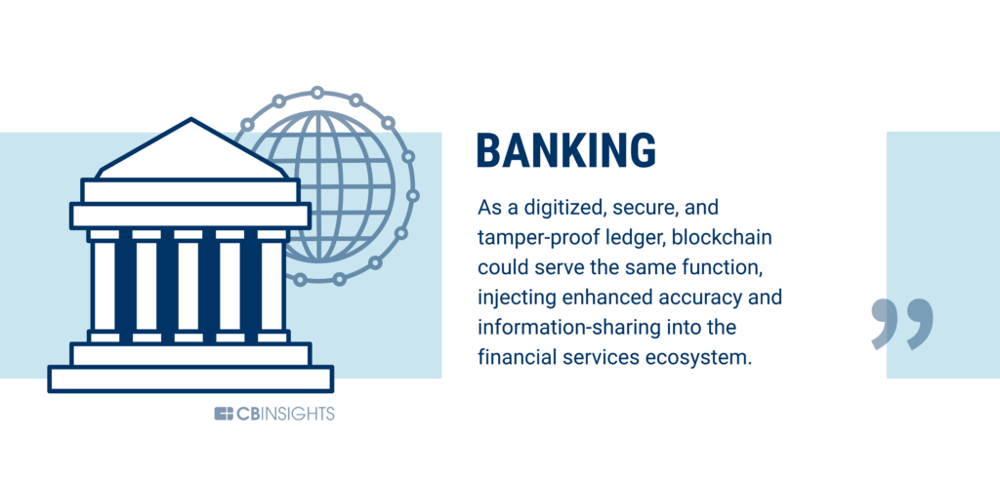 BANKING
As a digitized, secure, and
tamper-proof ledger, blockchain
could serve the same function,
injecting enhanced accuracy and
information-sharing into the
financial services ecosystem.
”
CBINSIGHTS